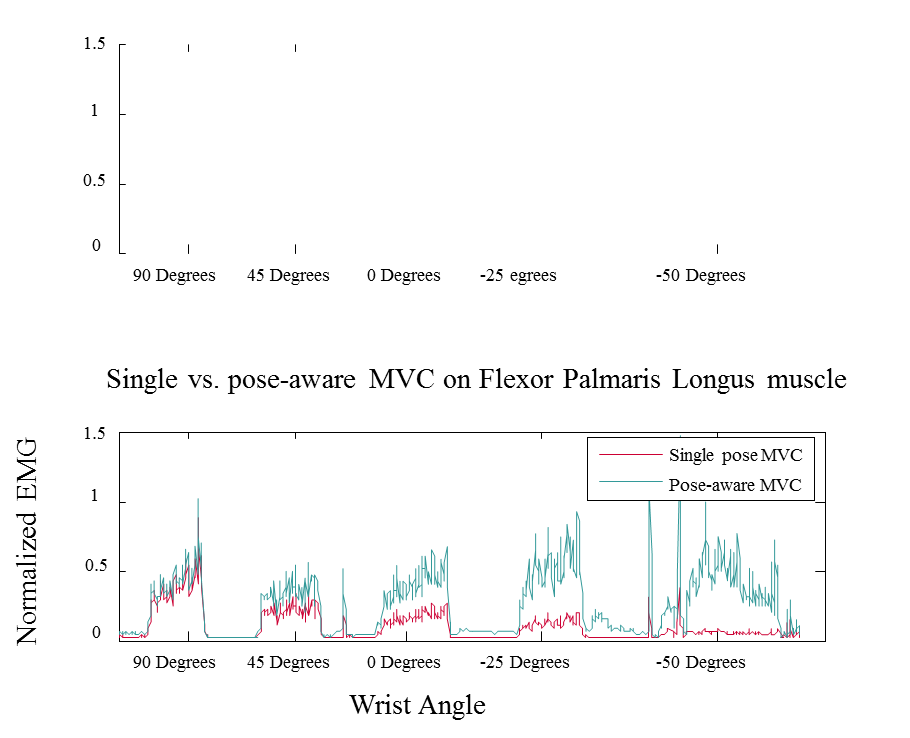 1.5
1
0.5
0
90 Degrees 45 Degrees 0 Degrees -25 egrees -50 Degrees
Single vs. pose-aware MVC on Flexor Palmaris Longus muscle
Normalized EMG
1.5
1
0.5
0
Single pose MVC
Pose-aware MVC
90 Degrees 45 Degrees 0 Degrees -25 Degrees -50 Degrees
Wrist Angle